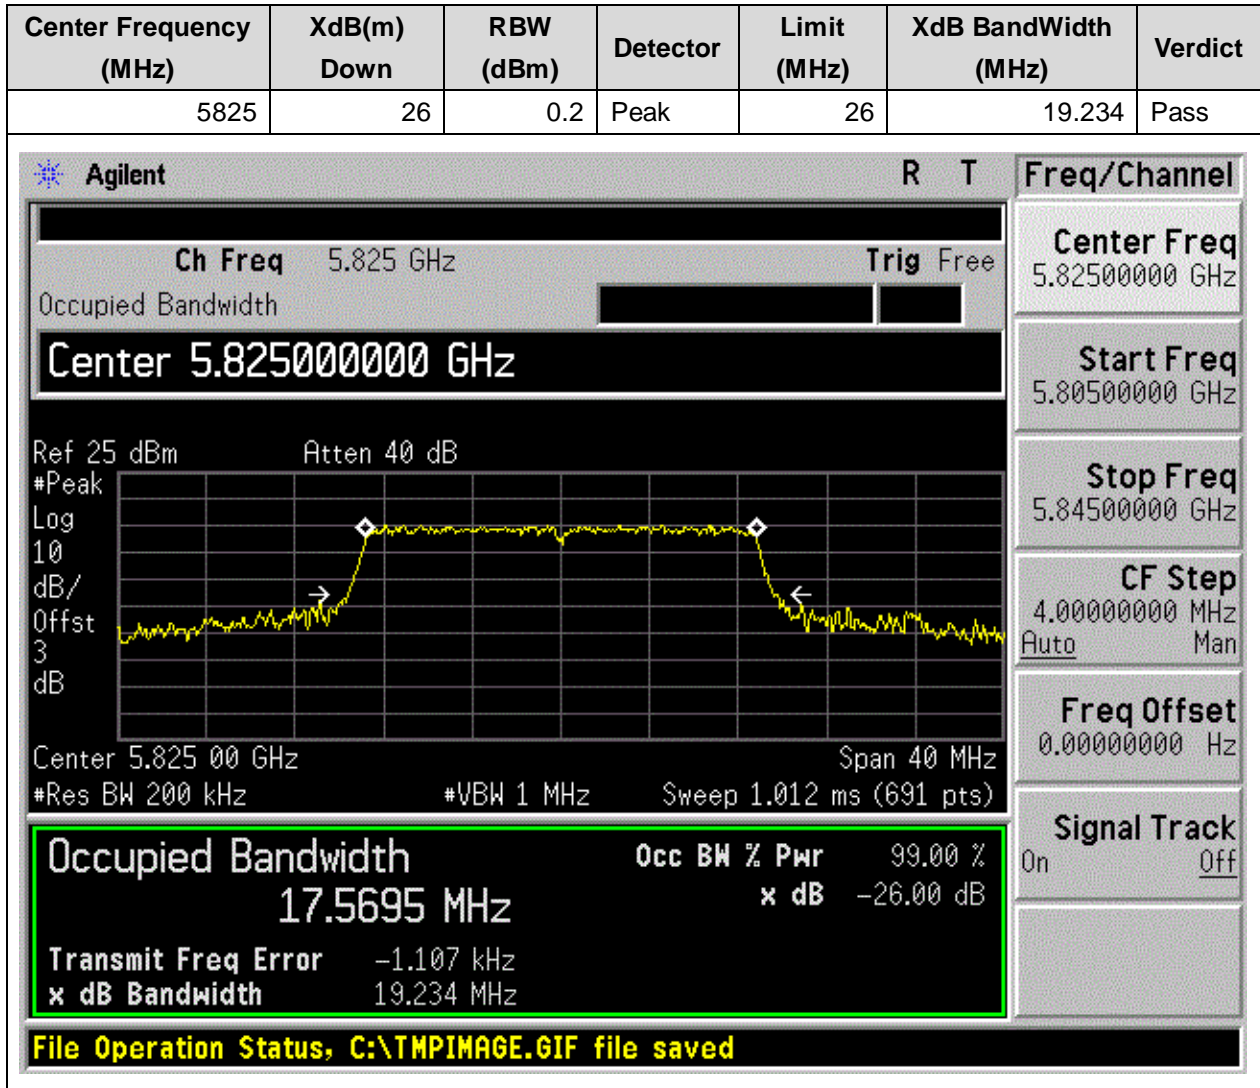 Center Frequency (MHz) XdB(m) Down RBW (dBm) Detector Limit (MHz) XdB BandWidth (MHz) Verdict
5825 26 0.2 Peak 26 19.234 Pass
Agilent R T
Ch Freq 5.825 GHz Trig Free
Occupied Bandwidth
Center 5.825000000 GHz
Ref 25 dBm Atten 40 dB
#Peak
Log
10
dB/
Offst
3
dB
Center 5.825 00 GHz Span 40 MHz
#Res BW 200 kHz #VBW 1 MHz Sweep 1.012 ms (691 pts)
Occupied Bandwidth Occ BW % Pwr 99.00 %
17.5695 MHz x dB -26.00 dB
Transmit Freq Error -1.107 kHz
x dB Bandwidth 19.234 MHz
File Operation Status, C:\TMPIMAGE.GIF file saved
Freq/Channel
Center Freq
5.82500000 GHz
Start Freq
5.80500000 GHz
Stop Freq
5.84500000 GHz
CF Step
4.00000000 MHz
Auto Man
Freq Offset
0.00000000 Hz
Signal Track
On Off